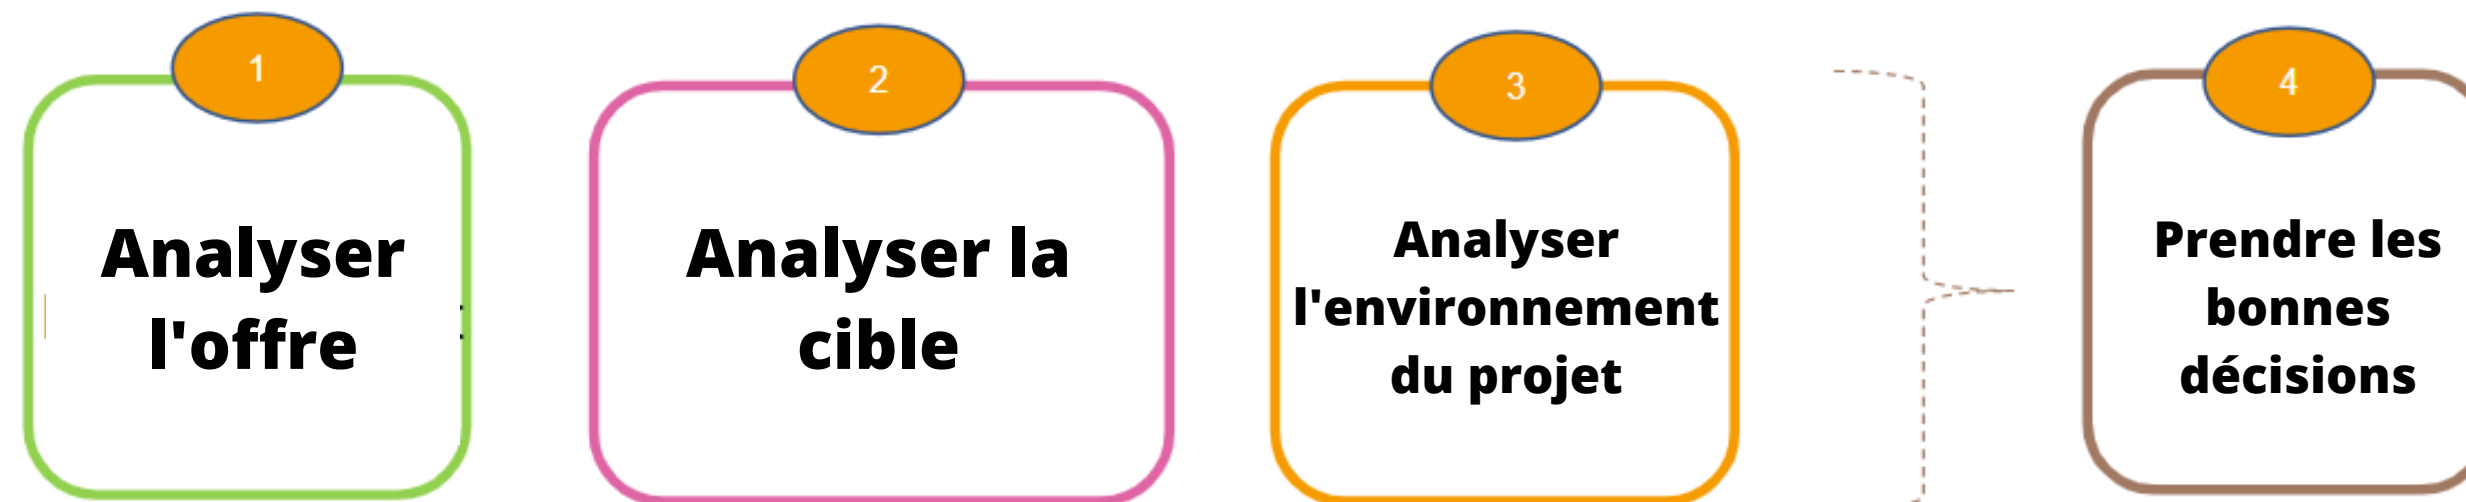 1
Analyser
l'offre
2
Analyser la
cible
3
Analyser
l'environnement
du projet
4
Prendre les
bonnes
décisions